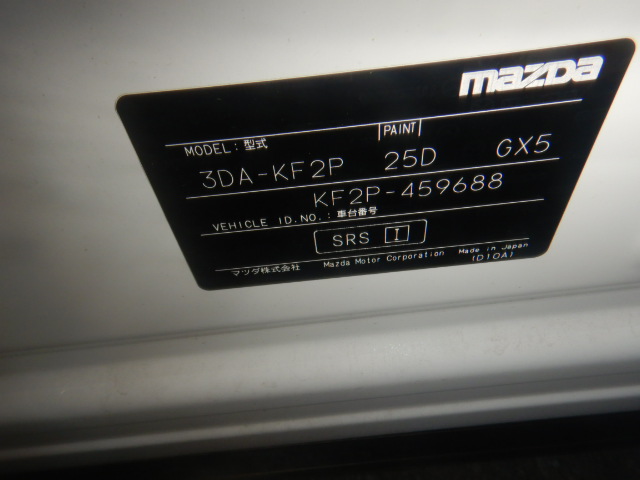 mazda
PAINT
MODEL: 型式
3DA-KF2P 25D GX5
KF2P-459688
VEHICLE ID.NO.: 車台番号
SRS I
マツダ株式会社 Mazda Motor Corporation Made in Japan
(D10A)